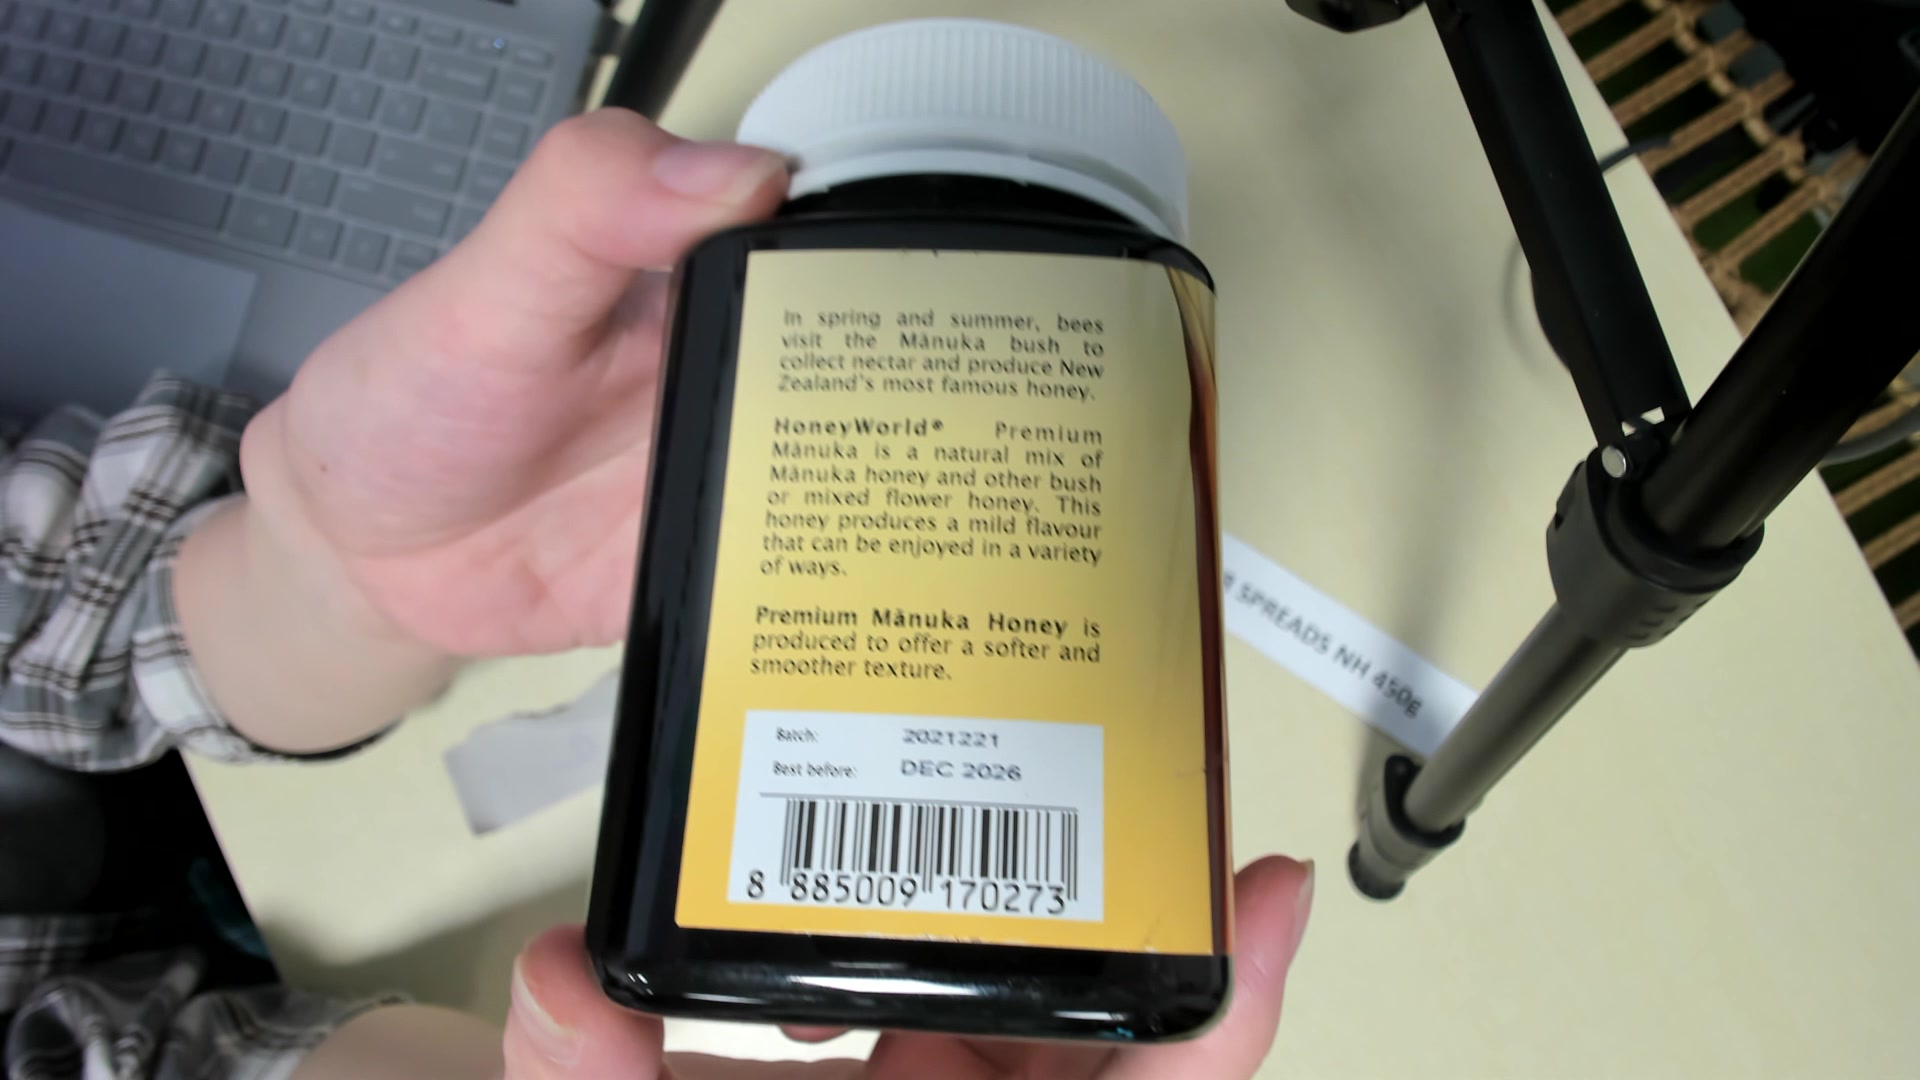 In spring and summer, bees
visit the Mānuka bush to
collect nectar and produce New
Zealand's most famous honey.
HoneyWorld® Premium
Mānuka is a natural mix of
Mānuka honey and other bush
or mixed flower honey. This
honey produces a mild flavour
that can be enjoyed in a variety
of ways.
Premium Mānuka Honey is
produced to offer a softer and
smoother texture.
Batch: 2021221
Best before: DEC 2026
8 885009 170273
SPREADS NH 450g